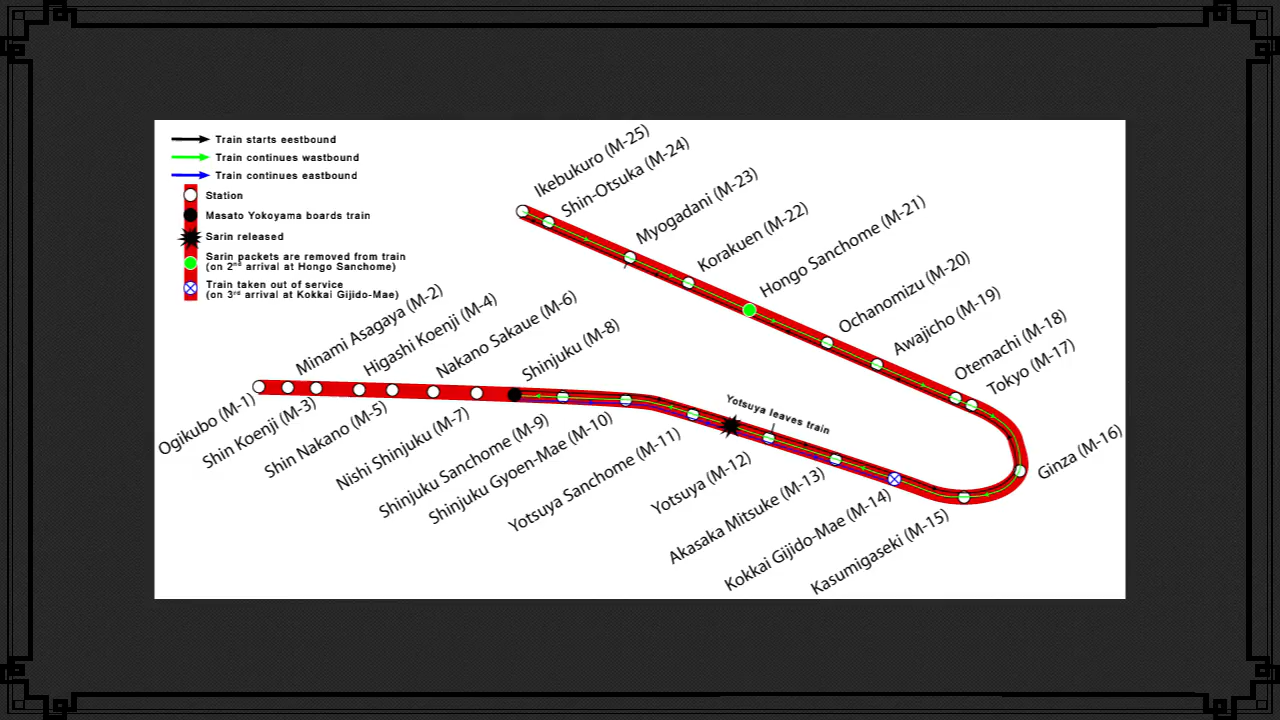 Train starts eestbound
Train continues wastbound
Train continues eastbound
Station
Masato Yokoyama boards train
Sarin released
Sarin packets are removed from train
(on 2nd arrival at Hongo Sanchome)
Train taken out of service
(on 3rd arrival at Kokkai Gijido-Mae)
Ikebukuro (M-25)
Shin-Otsuka (M-24)
Myogadani (M-23)
Korakuen (M-22)
Hongo Sanchome (M-21)
Ochanomizu (M-20)
Awajicho (M-19)
Otemachi (M-18)
Tokyo (M-17)
Ginza (M-16)
Kasumigaseki (M-15)
Kokkai Gijido-Mae (M-14)
Akasaka Mitsuke (M-13)
Yotsuya (M-12)
Yotsuya leaves train
Yotsuya Sanchome (M-11)
Shinjuku Gyoen-Mae (M-10)
Shinjuku Sanchome (M-9)
Shinjuku (M-8)
Nishi Shinjuku (M-7)
Nakano Sakaue (M-6)
Shin Nakano (M-5)
Higashi Koenji (M-4)
Shin Koenji (M-3)
Minami Asagaya (M-2)
Ogikubo (M-1)